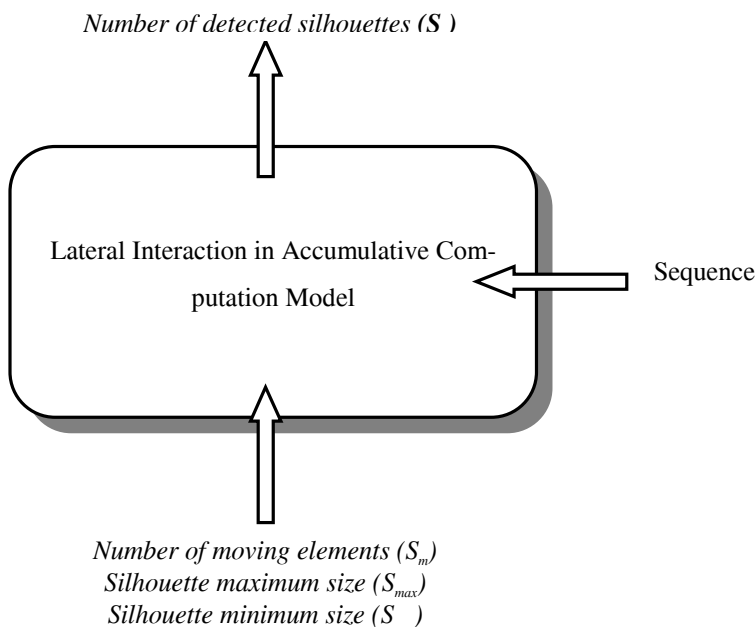 Number of detected silhouettes (S )
Lateral Interaction in Accumulative Com-
putation Model
Sequence
Number of moving elements (Sm)
Silhouette maximum size (Smax)
Silhouette minimum size (S )